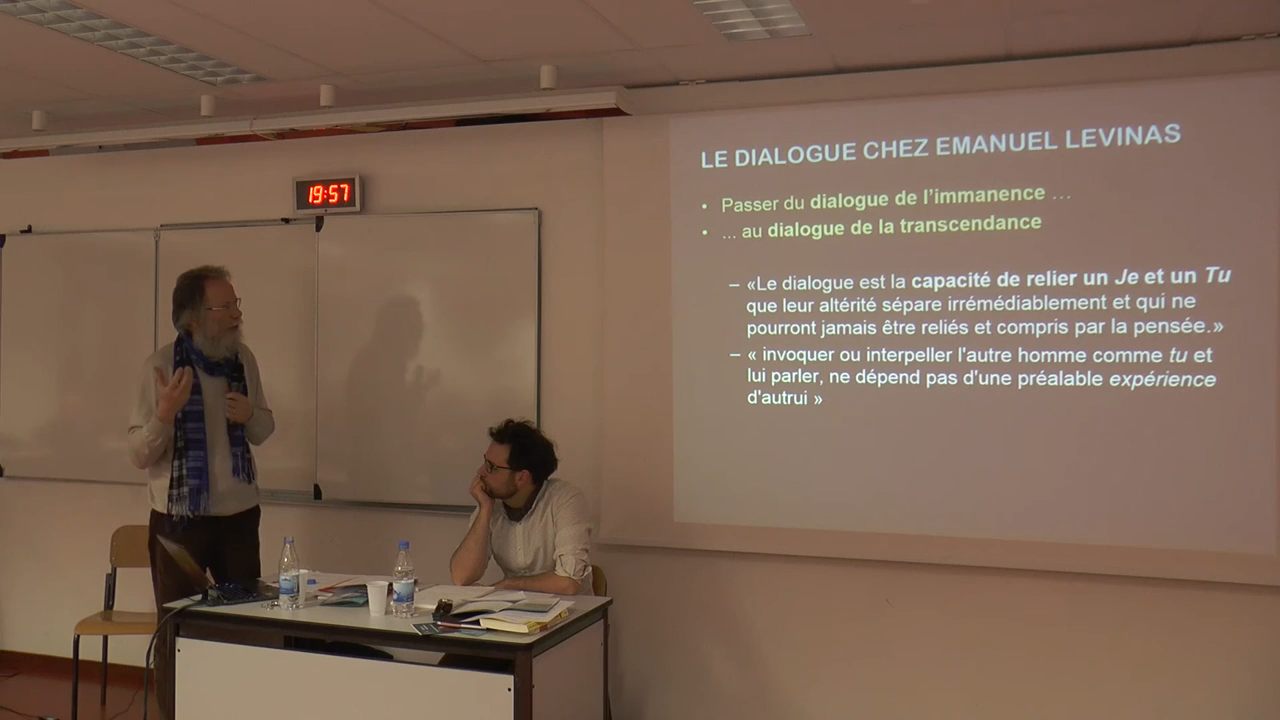 19:57
LE DIALOGUE CHEZ EMANUEL LEVINAS
• Passer du dialogue de l'immanence …
• ... au dialogue de la transcendance
– «Le dialogue est la capacité de relier un Je et un Tu
que leur altérité sépare irrémédiablement et qui ne
pourront jamais être reliés et compris par la pensée.»
– « invoquer ou interpeller l'autre homme comme tu et
lui parler, ne dépend pas d'une préalable expérience
d'autrui »